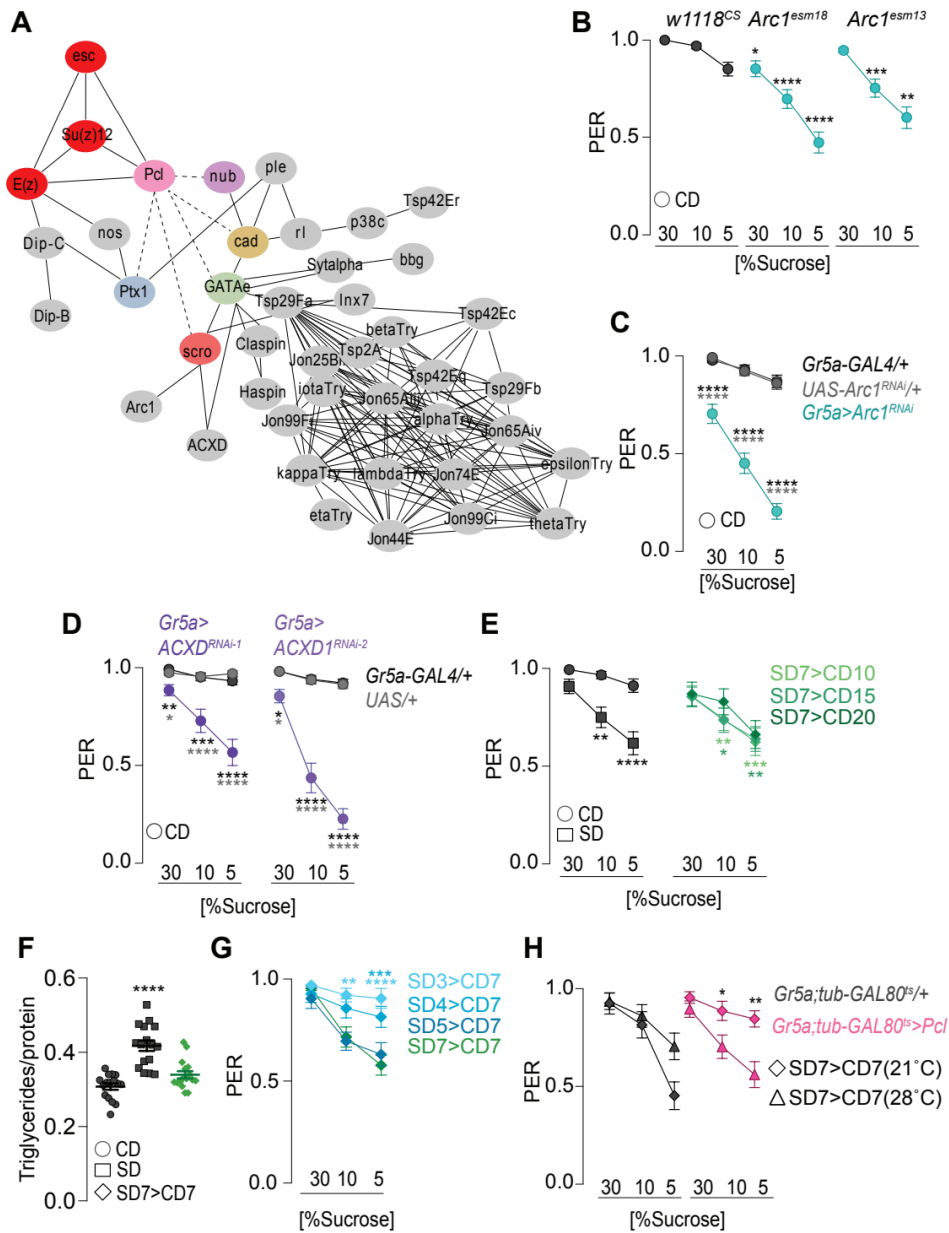 A
esc
Su(z)12
Pcl
E(z)
nub
ple
Tsp42Er
p38c
rl
cad
nos
Dip-C
bbg
Sytalpha
GATAe
Ptx1
Dip-B
Tsp29Fa
Inx7
Tsp42Ec
betaTry
Claspin
scro
Tsp2A
Tsp42Eq
Tsp29Fb
Haspin
iotaTry
Arc1
ACXD
alphaTry
Jon65Aiv
kappaTry
lambdaTry
Jon74E
epsilonTry
etaTry
Jon99Ci
thetaTry
Jon44E
B
w1118CS Arc1esm18 Arc1esm13
1.0
0.5
0.0
PER
* **** **** *** **
CD
30 10 5 30 10 5 30 10 5
[%Sucrose]
C
1.0
0.5
0.0
PER
Gr5a-GAL4/+
UAS-Arc1RNAi/+
Gr5a>Arc1RNAi
**** **** ****
**** **** ****
CD
30 10 5
[%Sucrose]
D
Gr5a> Gr5a>
ACXDRNAi-1 ACXD1RNAi-2
Gr5a-GAL4/+
UAS/+
1.0
0.5
0.0
PER
** *** **** * **** ****
* **** **** * **** ****
CD
30 10 5 30 10 5
[%Sucrose]
E
SD7>CD10
SD7>CD15
SD7>CD20
1.0
0.5
0.0
PER
** **** ** ***
* **
CD
SD
30 10 5 30 10 5
[%Sucrose]
F
0.6
0.4
0.2
0.0
Triglycerides/protein
****
CD
SD
SD7>CD7
G
1.0
0.5
0.0
PER
*** 
** ****
SD3>CD7
SD4>CD7
SD5>CD7
SD7>CD7
30 10 5
[%Sucrose]
H
1.0
0.5
0.0
PER
* **
Gr5a;tub-GAL80ts/+
Gr5a;tub-GAL80ts>Pcl
SD7>CD7(21˚C)
SD7>CD7(28˚C)
30 10 5 30 10 5
[%Sucrose]